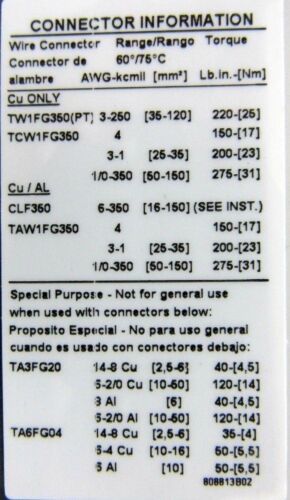 CONNECTOR INFORMATION
Wire Connector Range/Rango Torque
Conector de 60°/75°C
alambre AWG-kcmil [mm²] Lb.in.-[Nm]
Cu ONLY
TW1FG350(PT) 3-250 [35-120] 220-[25]
TCW1FG350 4 150-[17]
3-1 [25-35] 200-[23]
1/0-350 [50-150] 275-[31]
Cu / AL
CLF350 6-350 [16-150] (SEE INST.)
TAW1FG350 4 150-[17]
3-1 [25-35] 200-[23]
1/0-350 [50-150] 275-[31]
Special Purpose - Not for general use
when used with connectors below:
Proposito Especial - No para uso general
cuando es usado con conectores debajo:
TA3FG20 14-8 Cu [2,5-6] 40-[4,5]
6-2/0 Cu [10-50] 120-[14]
8 Al [6] 40-[4,5]
6-2/0 Al [10-50] 120-[14]
TA6FG04 14-8 Cu [2,5-6] 35-[4]
6-4 Cu [10-16] 50-[5,5]
6 Al [10] 50-[5,5]
808813B02